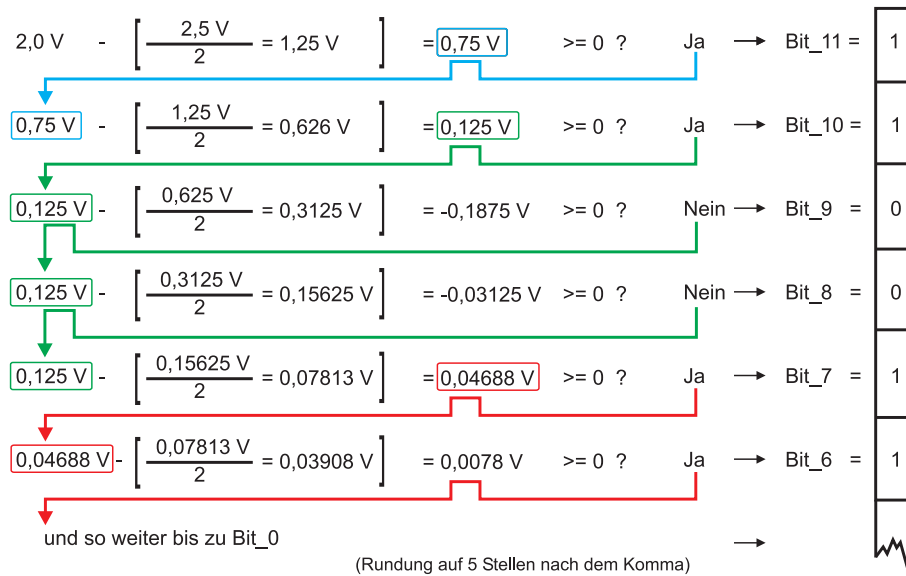 2,0 V - [ 2,5 V / 2 = 1,25 V ] = 0,75 V >= 0 ? Ja → Bit_11 = 1
0,75 V - [ 1,25 V / 2 = 0,626 V ] = 0,125 V >= 0 ? Ja → Bit_10 = 1
0,125 V - [ 0,625 V / 2 = 0,3125 V ] = -0,1875 V >= 0 ? Nein → Bit_9 = 0
0,125 V - [ 0,3125 V / 2 = 0,15625 V ] = -0,03125 V >= 0 ? Nein → Bit_8 = 0
0,125 V - [ 0,15625 V / 2 = 0,07813 V ] = 0,04688 V >= 0 ? Ja → Bit_7 = 1
0,04688 V - [ 0,07813 V / 2 = 0,03908 V ] = 0,0078 V >= 0 ? Ja → Bit_6 = 1
und so weiter bis zu Bit_0 →
(Rundung auf 5 Stellen nach dem Komma)